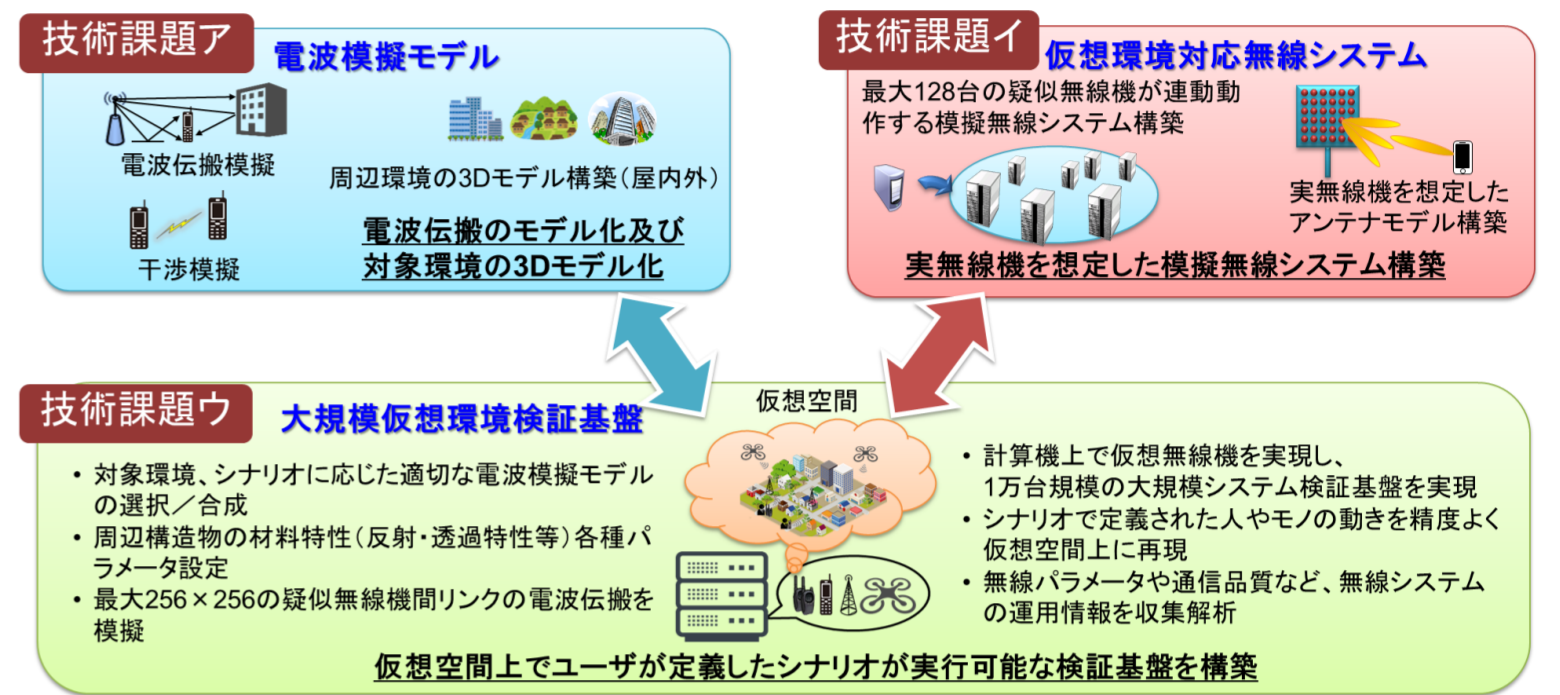 技術課題ア
電波模擬モデル
電波伝搬模擬
周辺環境の3Dモデル構築（屋内外）
干渉模擬
電波伝搬のモデル化及び
対象環境の3Dモデル化
技術課題イ
仮想環境対応無線システム
最大128台の疑似無線機が連動動
作する模擬無線システム構築
実無線機を想定した
アンテナモデル構築
実無線機を想定した模擬無線システム構築
技術課題ウ
大規模仮想環境検証基盤
• 対象環境、シナリオに応じた適切な電波模擬モデル
の選択／合成
• 周辺構造物の材料特性（反射・透過特性等）各種パ
ラメータ設定
• 最大256×256の疑似無線機間リンクの電波伝搬を
模擬
仮想空間
• 計算機上で仮想無線機を実現し、
1万台規模の大規模システム検証基盤を実現
• シナリオで定義された人やモノの動きを精度よく
仮想空間上に再現
• 無線パラメータや通信品質など、無線システム
の運用情報を収集解析
仮想空間上でユーザが定義したシナリオが実行可能な検証基盤を構築